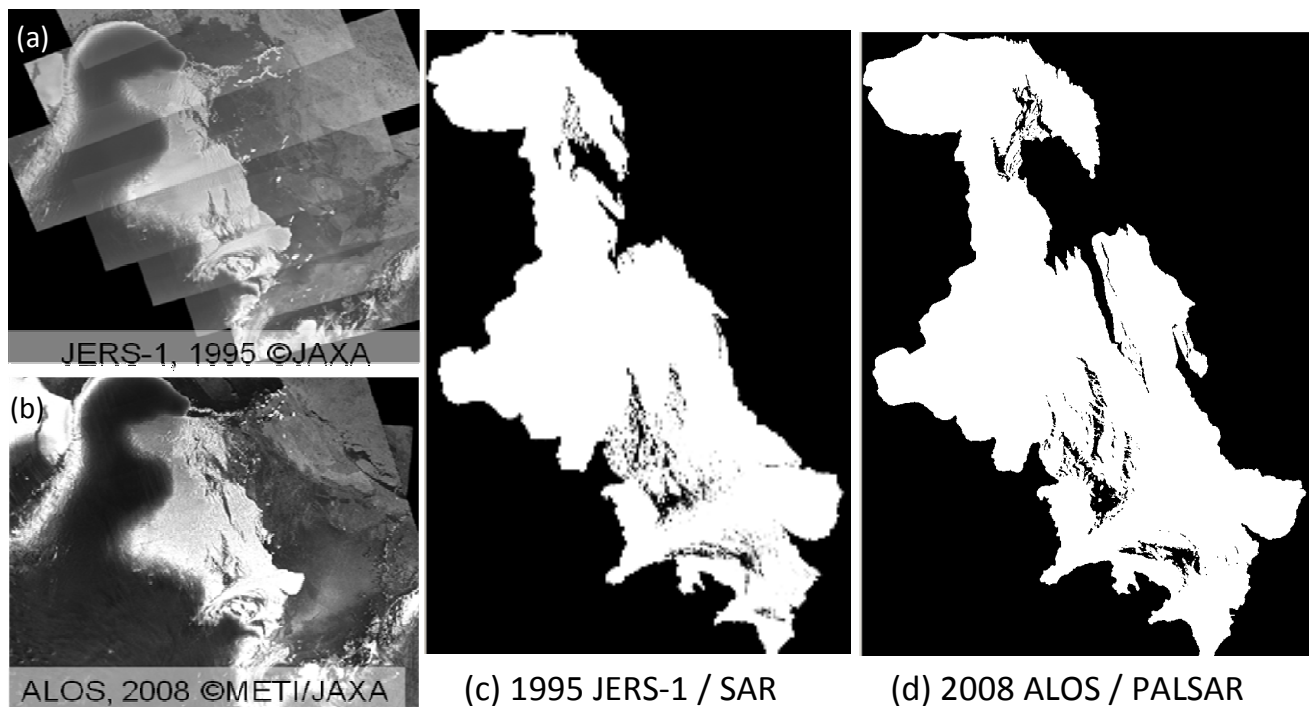 (a)
JERS-1, 1995 ©JAXA
(b)
ALOS, 2008 ©METI/JAXA
(c) 1995 JERS-1 / SAR
(d) 2008 ALOS / PALSAR